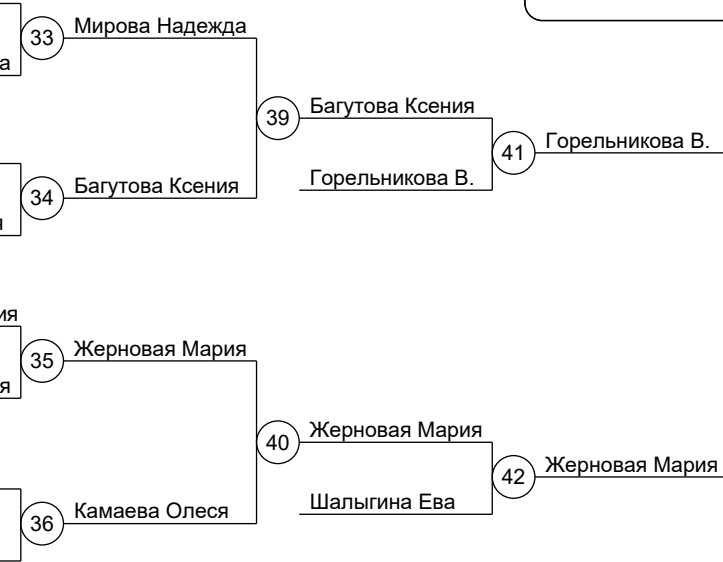 33
Мирова Надежда
а
39
Багутова Ксения
41
Горельникова В.
34
Багутова Ксения
Горельникова В.
ия
35
Жерновая Мария
я
40
Жерновая Мария
42
Жерновая Мария
36
Камаева Олеся
Шалыгина Ева